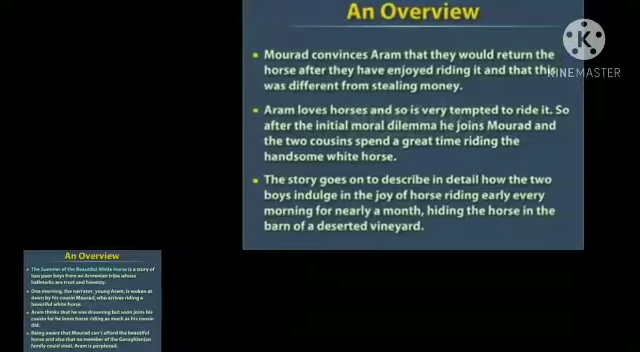 An Overview
Mourad convinces Aram that they would return the
horse after they have enjoyed riding it and that this
was different from stealing money.
Aram loves horses and so is very tempted to ride it. So
after the initial moral dilemma he joins Mourad and
the two cousins spend a great time riding the
handsome white horse.
The story goes on to describe in detail how the two
boys indulge in the joy of horse riding early every
morning for nearly a month, hiding the horse in the
barn of a deserted vineyard.
K
KINEMASTER
An Overview
The Summer of the Beautiful White Horse is a story of
two poor boys from an Armenian tribe whose
hallmarks are trust and honesty.
One morning, the narrator, young Aram, is woken at
dawn by his cousin Mourad, who arrives riding a
beautiful white horse.
Aram thinks that he was dreaming but soon joins his
cousin for he loves horse riding as much as his cousin
did.
Being aware that Mourad can't afford the beautiful
horse and also that no member of the Garoghlanian
family could steal, Aram is perplexed.